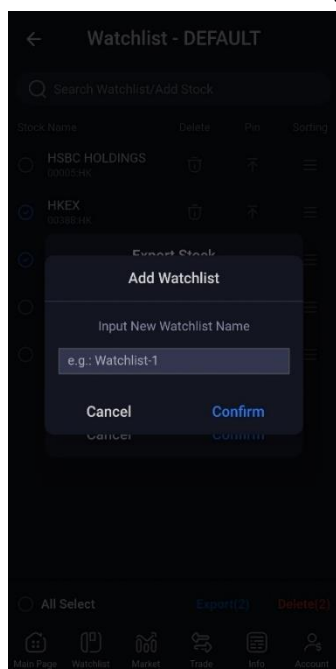 Watchlist - DEFAULT
Search Watchlist/Add Stock
Stock Name Delete Pin Sorting
HSBC HOLDINGS
00005.HK
HKEX
00388.HK
Export Stock
Add Watchlist
Input New Watchlist Name
e.g.: Watchlist-1
Cancel Confirm
Cancel Confirm
All Select Export(2) Delete(2)
Main Page Watchlist Market Trade Info Account